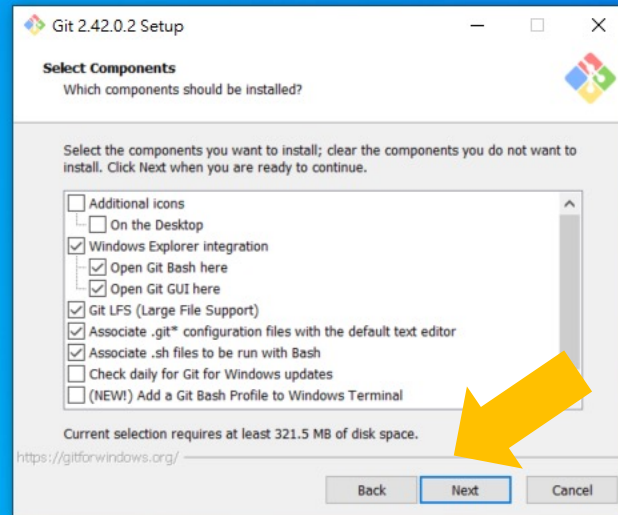 Git 2.42.0.2 Setup
Select Components
Which components should be installed?
Select the components you want to install; clear the components you do not want to
install. Click Next when you are ready to continue.
Additional icons
On the Desktop
Windows Explorer integration
Open Git Bash here
Open Git GUI here
Git LFS (Large File Support)
Associate .git* configuration files with the default text editor
Associate .sh files to be run with Bash
Check daily for Git for Windows updates
(NEW!) Add a Git Bash Profile to Windows Terminal
Current selection requires at least 321.5 MB of disk space.
https://gitforwindows.org/
Back Next Cancel